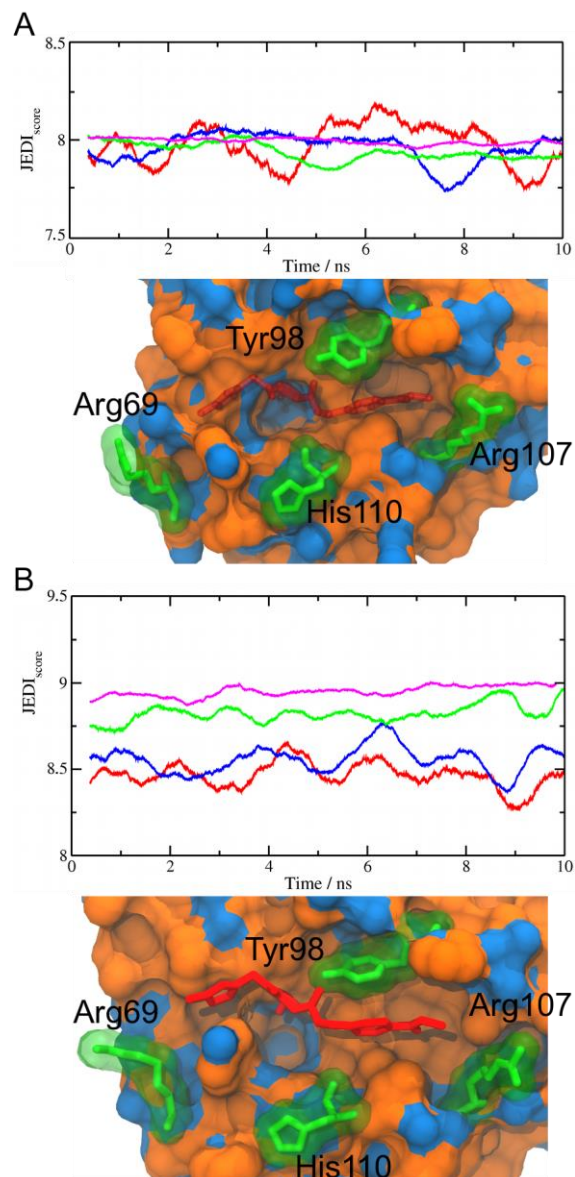 A
8.5
8
7.5
JEDIscore
0 2 4 6 8 10
Time / ns
Tyr98
Arg69
Arg107
His110
B
9.5
9
8.5
8
JEDIscore
0 2 4 6 8 10
Time / ns
Tyr98
Arg69
Arg107
His110